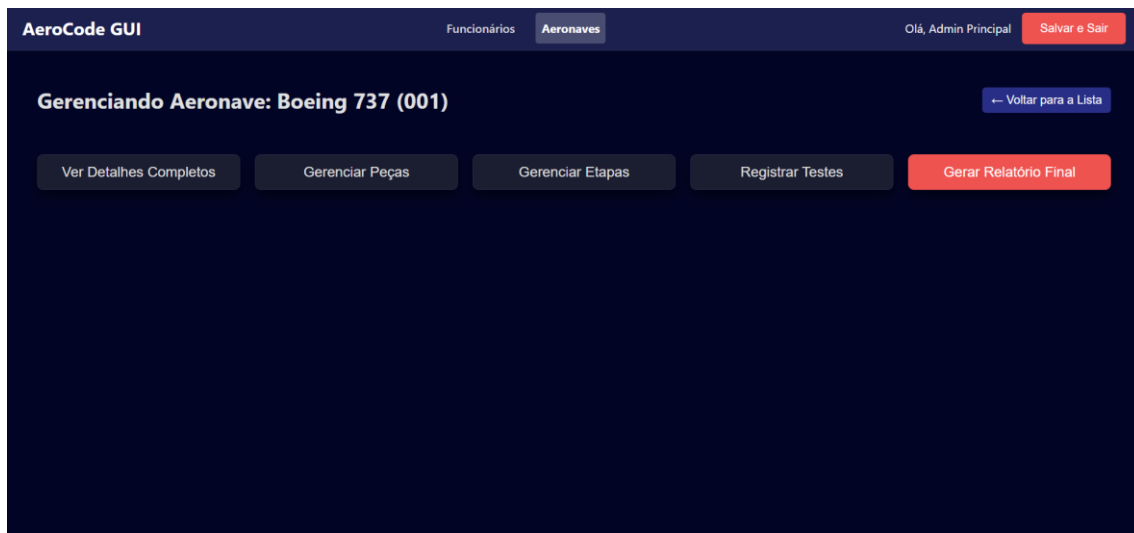 AeroCode GUI
Funcionários
Aeronaves
Olá, Admin Principal
Salvar e Sair
Gerenciando Aeronave: Boeing 737 (001)
← Voltar para a Lista
Ver Detalhes Completos
Gerenciar Peças
Gerenciar Etapas
Registrar Testes
Gerar Relatório Final